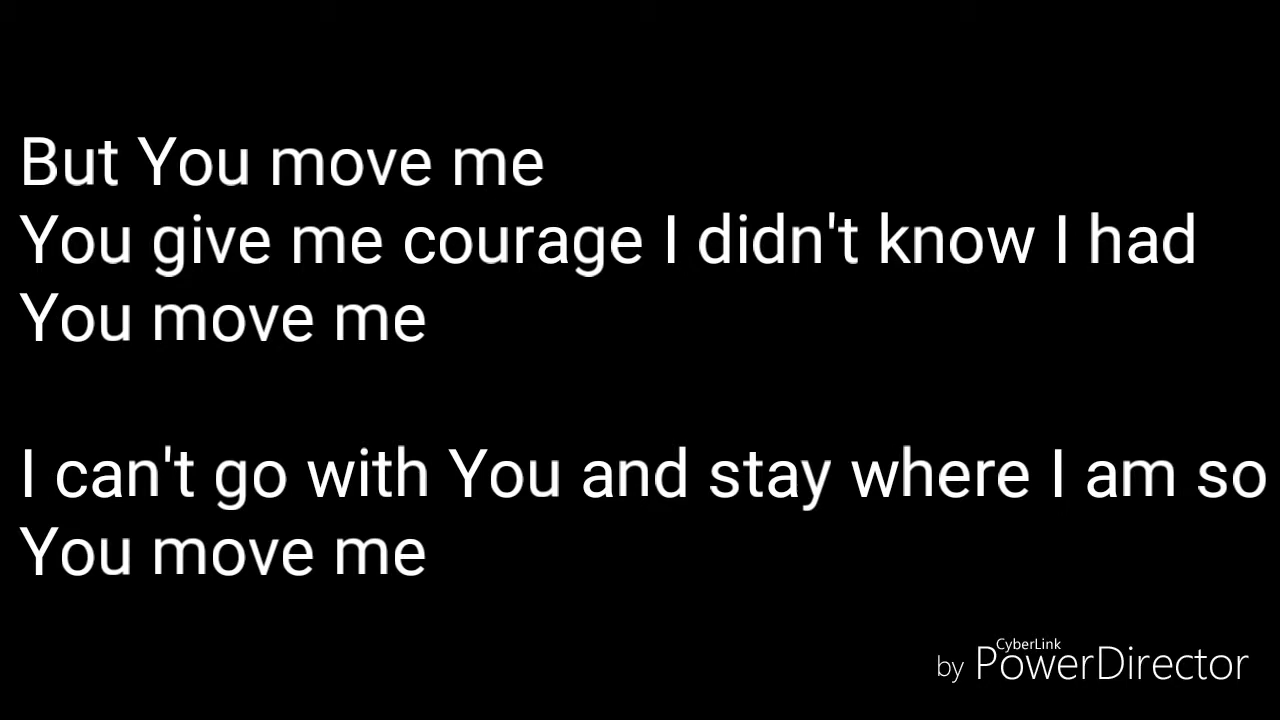 But You move me
You give me courage I didn't know I had
You move me
I can't go with You and stay where I am so
You move me
CyberLink
by PowerDirector